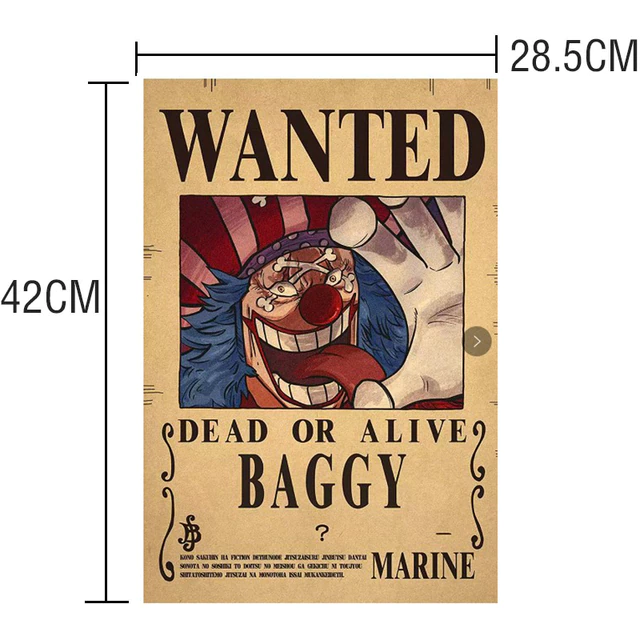 28.5CM
42CM
WANTED
DEAD OR ALIVE
BAGGY
?
–
KONO SAKUHIN HA FICTION DETHUNODE JITSUZAISURU JINBUTSU DANTAI
SONOTA NO SOSHIKI TO DOITSU NO MEISHOU GA GEKICHU NI TOUJYOU
SHITATOSHITEMO JITSUZAI NA MONOTOHA ISSAI MUKANKEIDETH.
MARINE